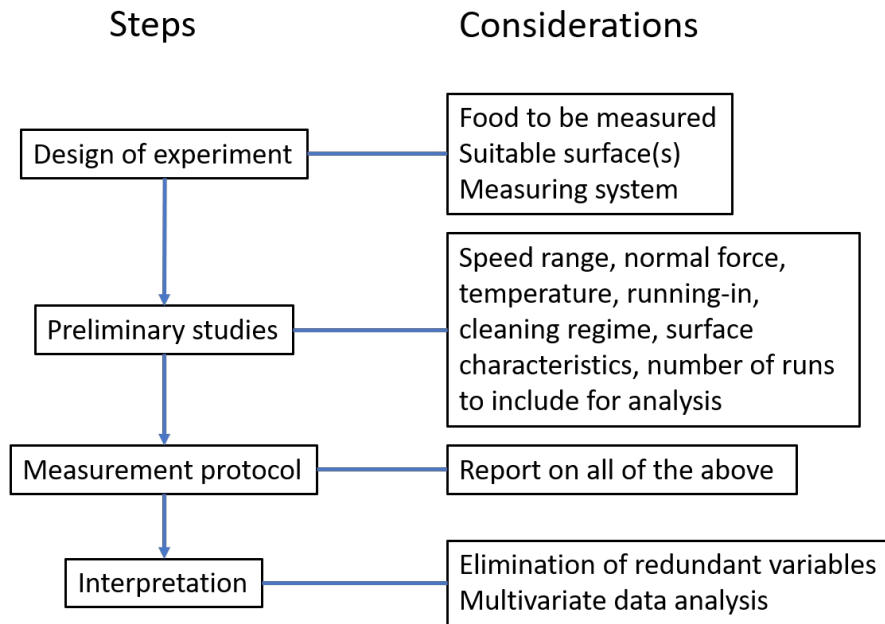 Steps
Considerations
Design of experiment
Food to be measured
Suitable surface(s)
Measuring system
Preliminary studies
Speed range, normal force,
temperature, running-in,
cleaning regime, surface
characteristics, number of runs
to include for analysis
Measurement protocol
Report on all of the above
Interpretation
Elimination of redundant variables
Multivariate data analysis